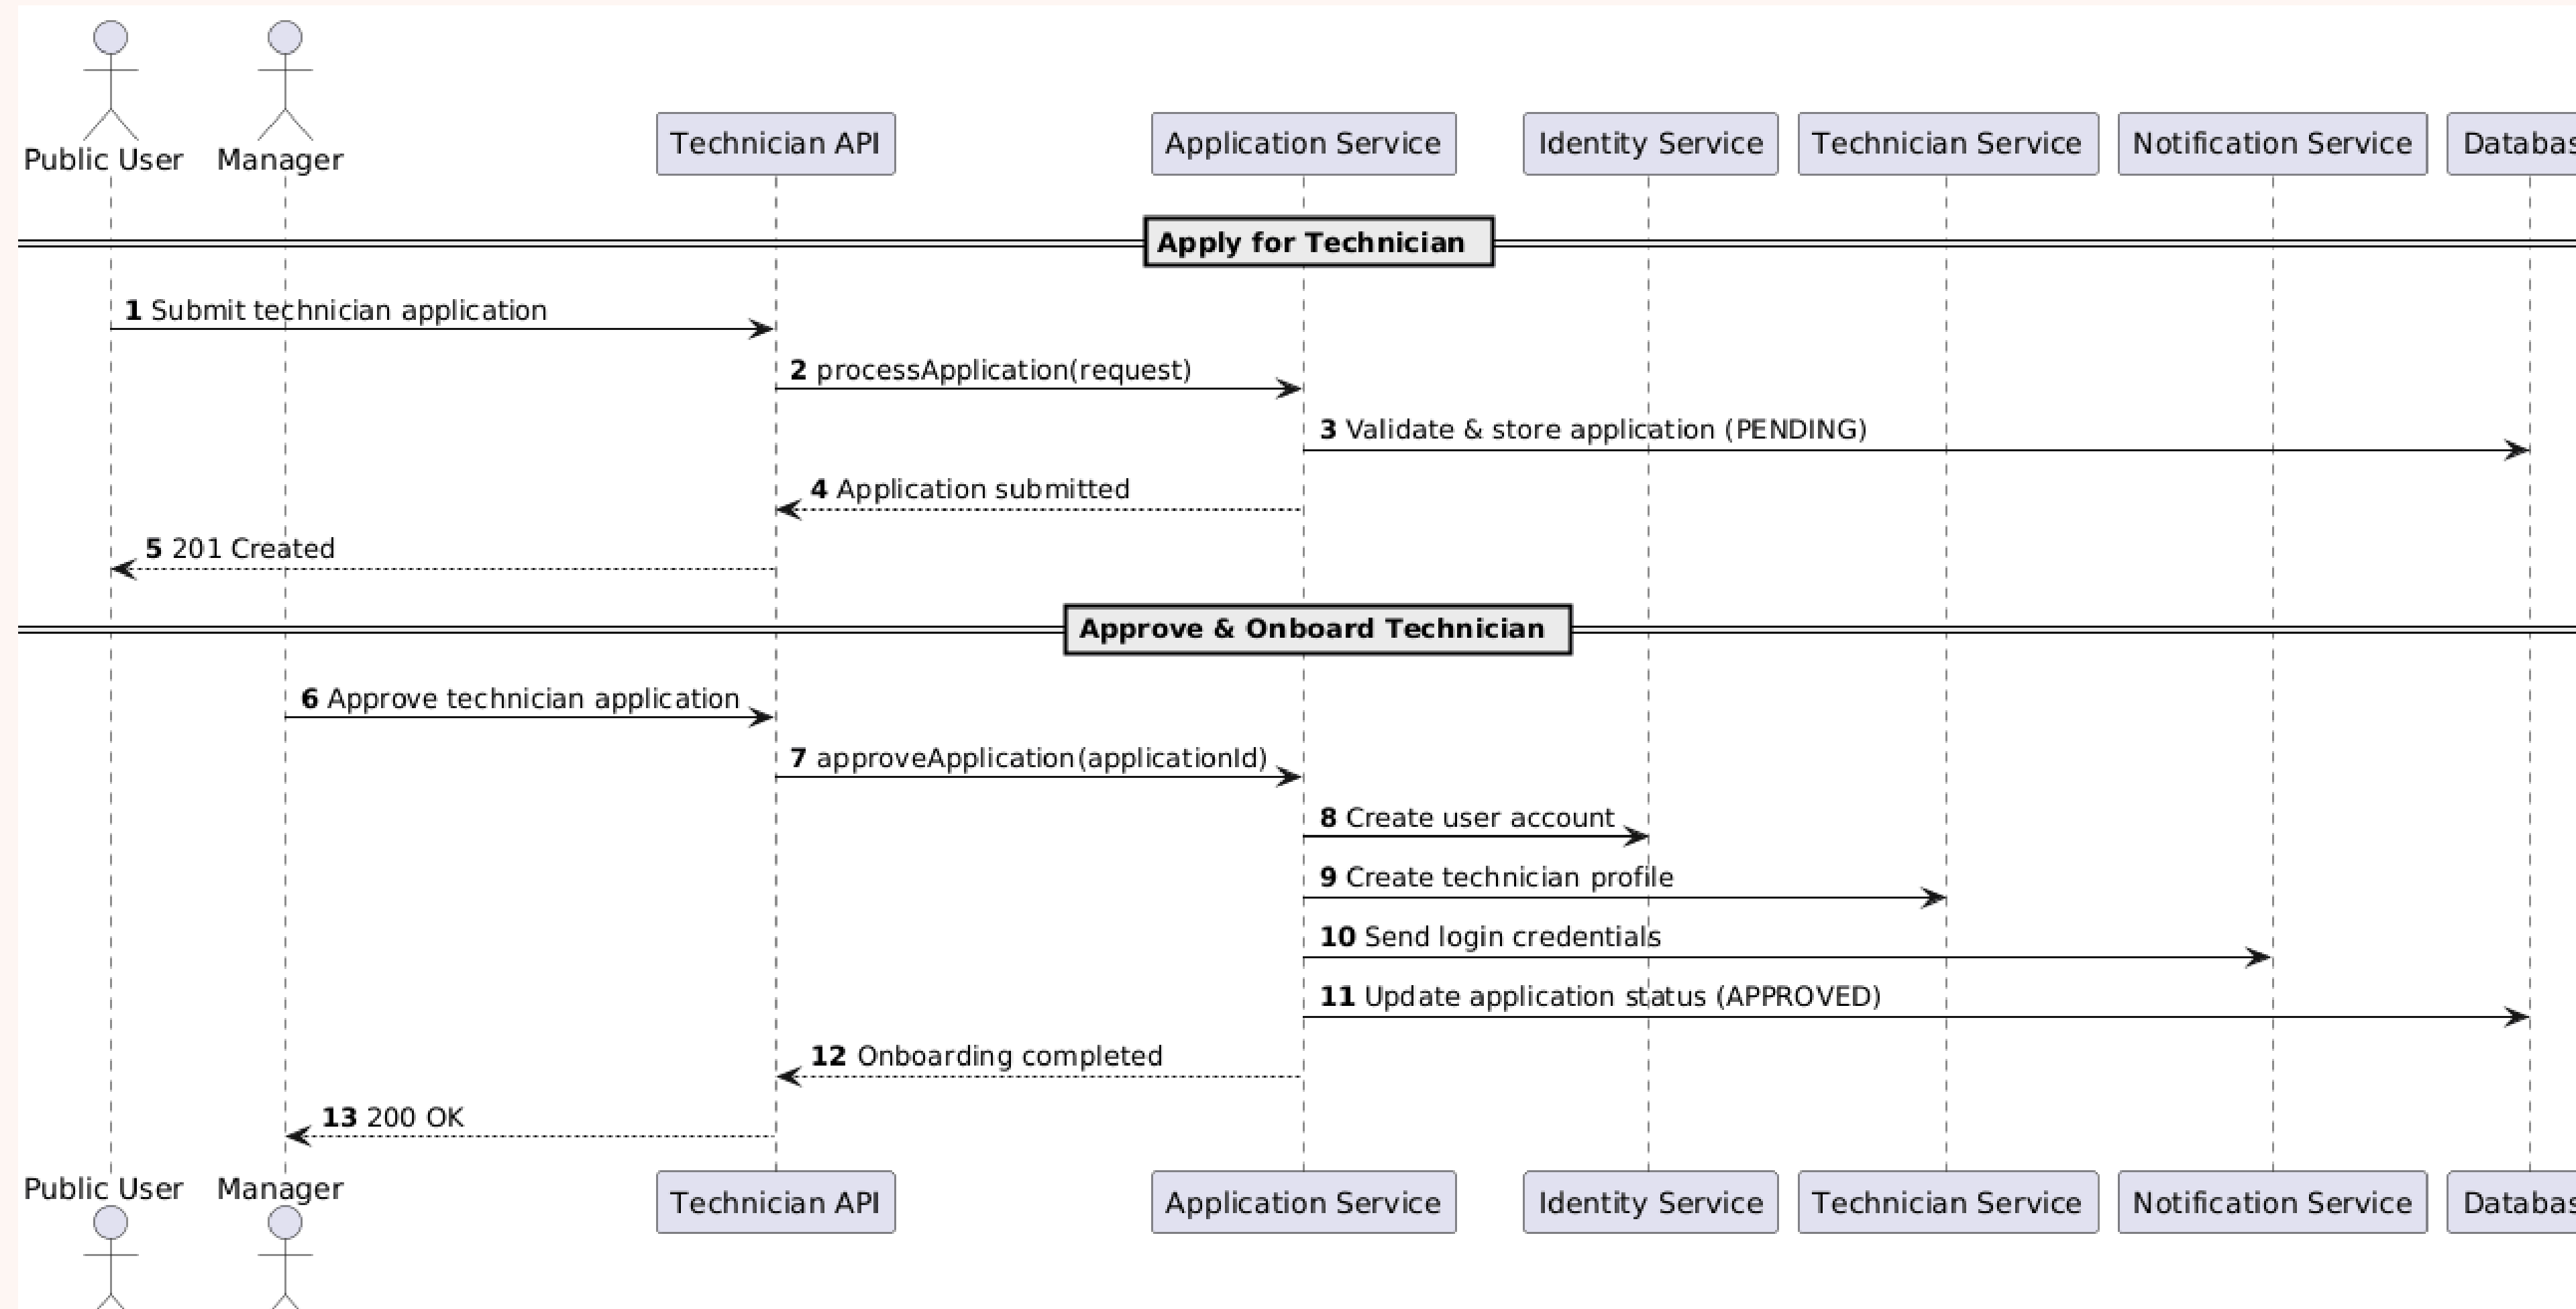 Public User
Manager
Technician API
Application Service
Identity Service
Technician Service
Notification Service
Databas
Apply for Technician
1 Submit technician application
2 processApplication(request)
3 Validate & store application (PENDING)
4 Application submitted
5 201 Created
Approve & Onboard Technician
6 Approve technician application
7 approveApplication(applicationId)
8 Create user account
9 Create technician profile
10 Send login credentials
11 Update application status (APPROVED)
12 Onboarding completed
13 200 OK
Public User
Manager
Technician API
Application Service
Identity Service
Technician Service
Notification Service
Databas